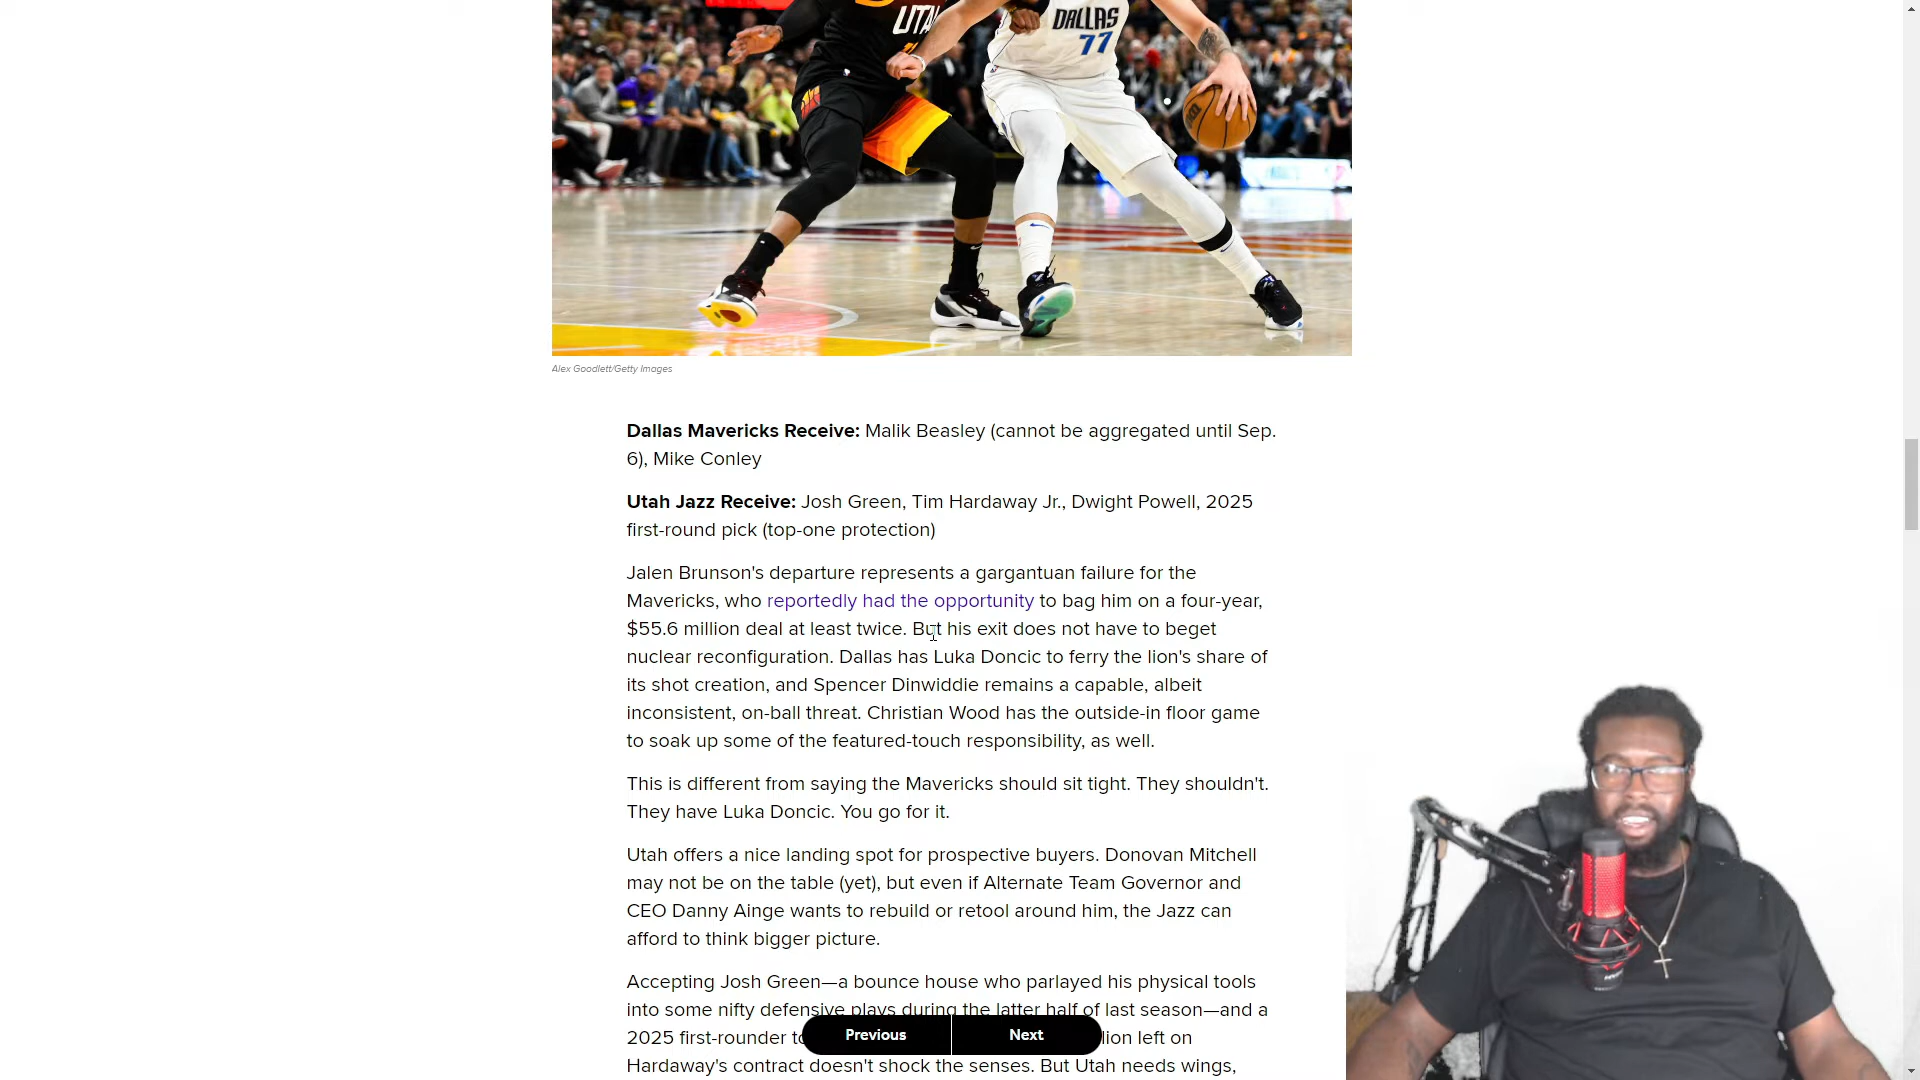 UTA
DALLAS
77
Alex Goodlett/Getty Images
Dallas Mavericks Receive: Malik Beasley (cannot be aggregated until Sep.
6), Mike Conley
Utah Jazz Receive: Josh Green, Tim Hardaway Jr., Dwight Powell, 2025
first-round pick (top-one protection)
Jalen Brunson's departure represents a gargantuan failure for the
Mavericks, who reportedly had the opportunity to bag him on a four-year,
$55.6 million deal at least twice. But his exit does not have to beget
nuclear reconfiguration. Dallas has Luka Doncic to ferry the lion's share of
its shot creation, and Spencer Dinwiddie remains a capable, albeit
inconsistent, on-ball threat. Christian Wood has the outside-in floor game
to soak up some of the featured-touch responsibility, as well.
This is different from saying the Mavericks should sit tight. They shouldn't.
They have Luka Doncic. You go for it.
Utah offers a nice landing spot for prospective buyers. Donovan Mitchell
may not be on the table (yet), but even if Alternate Team Governor and
CEO Danny Ainge wants to rebuild or retool around him, the Jazz can
afford to think bigger picture.
Accepting Josh Green—a bounce house who parlayed his physical tools
into some nifty defensive plays during the latter half of last season—and a
2025 first-rounder to lion left on
Previous Next
Hardaway's contract doesn't shock the senses. But Utah needs wings,